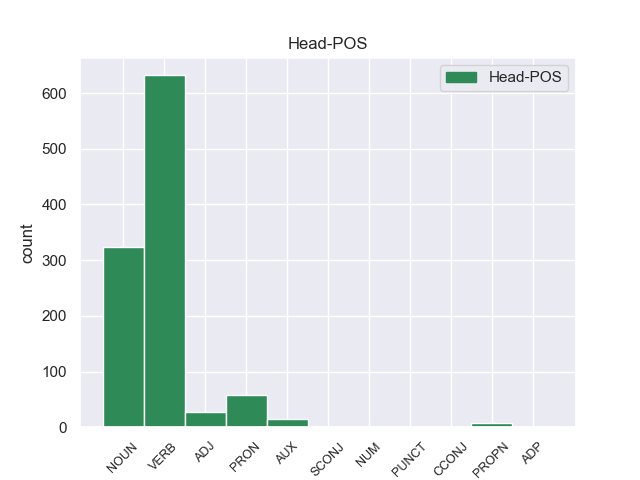 Head-POS
Head-POS
600
500
400
300
200
100
0
count
NOUN
VERB
ADJ
PRON
AUX
SCONJ
NUM
PUNCT
CCONJ
PROPN
ADP